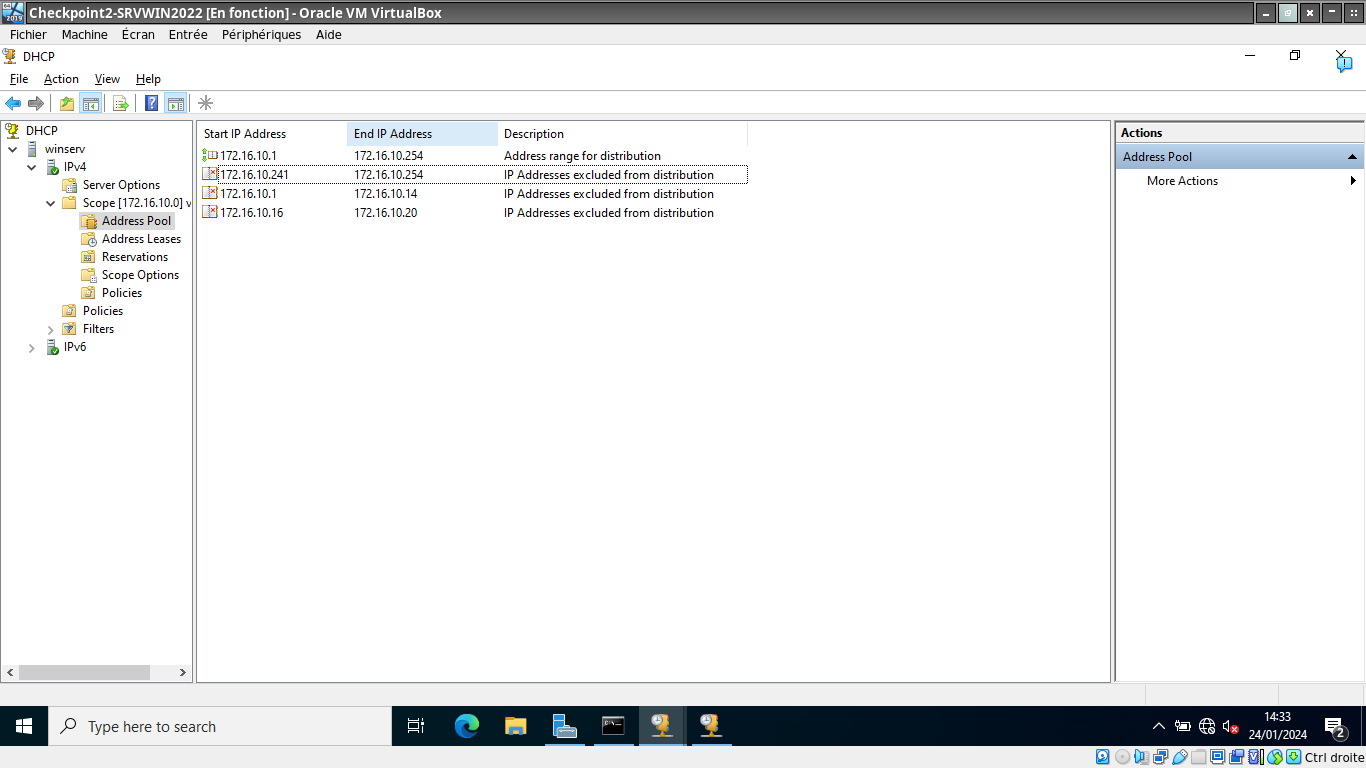 Checkpoint2-SRVWIN2022 [En fonction] - Oracle VM VirtualBox
Fichier Machine Écran Entrée Périphériques Aide
DHCP
File Action View Help
DHCP
winserv
IPv4
Server Options
Scope [172.16.10.0] v
Address Pool
Address Leases
Reservations
Scope Options
Policies
Policies
Filters
IPv6
Start IP Address End IP Address Description
172.16.10.1 172.16.10.254 Address range for distribution
172.16.10.241 172.16.10.254 IP Addresses excluded from distribution
172.16.10.1 172.16.10.14 IP Addresses excluded from distribution
172.16.10.16 172.16.10.20 IP Addresses excluded from distribution
Actions
Address Pool
More Actions
Type here to search
14:33
24/01/2024
2
Ctrl droite